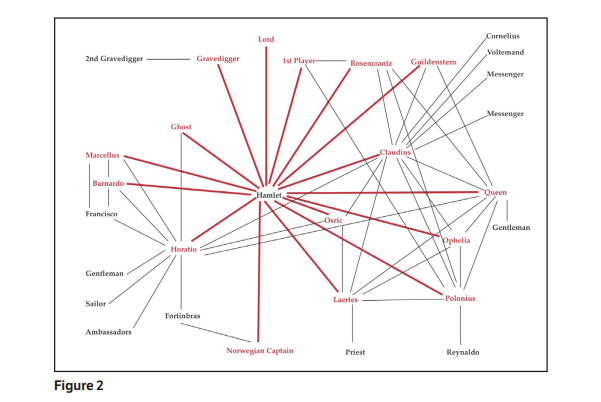 Lord
Cornelius
2nd Gravedigger
Gravedigger
1st Player
Rosencrantz
Guildenstern
Voltemand
Messenger
Messenger
Ghost
Marcellus
Claudius
Barnardo
Hamlet
Queen
Francisco
Osric
Gentleman
Horatio
Ophelia
Gentleman
Sailor
Laertes
Polonius
Fortinbras
Ambassadors
Norwegian Captain
Priest
Reynaldo
Figure 2